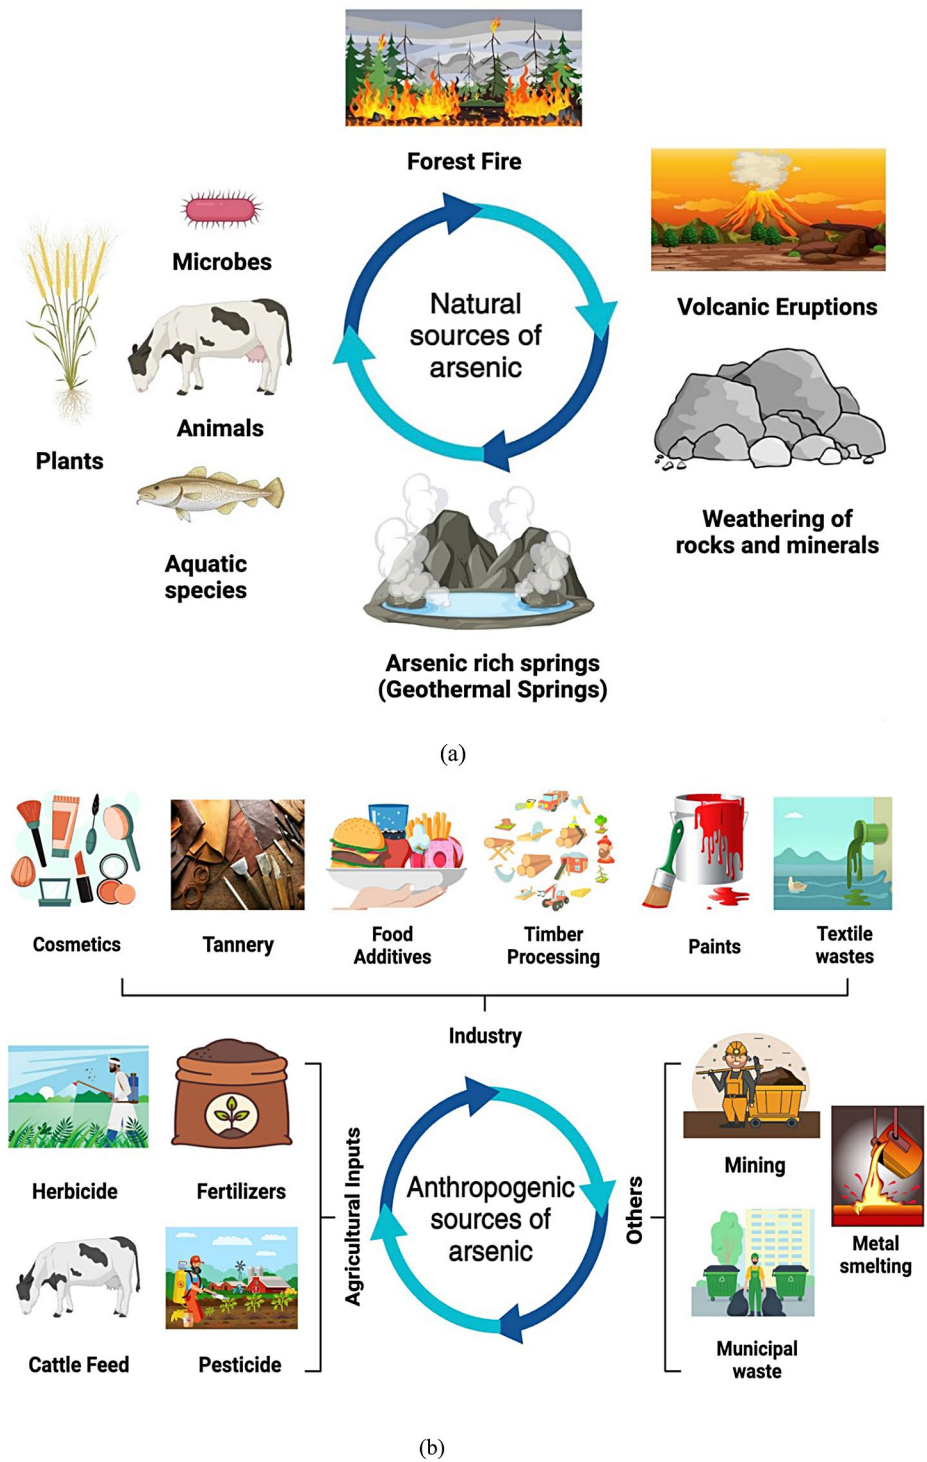 Forest Fire
Microbes
Volcanic Eruptions
Natural
sources of
arsenic
Animals
Plants
Weathering of
rocks and minerals
Aquatic
species
Arsenic rich springs
(Geothermal Springs)
(a)
Cosmetics
Tannery
Food
Additives
Timber
Processing
Paints
Textile
wastes
Industry
Herbicide
Fertilizers
Cattle Feed
Pesticide
Agricultural Inputs
Anthropogenic
sources of
arsenic
Others
Mining
Metal
smelting
Municipal
waste
(b)